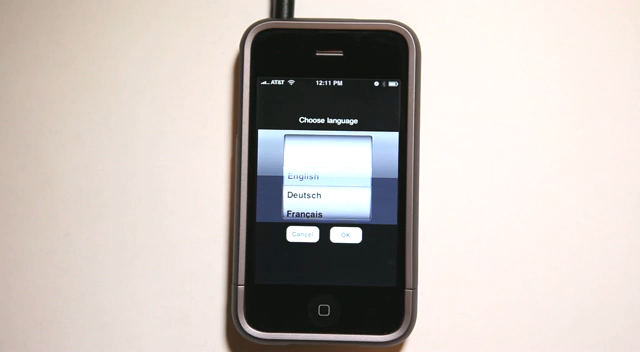 AT&T 12:11 PM
Choose language
English
Deutsch
Français
Cancel OK